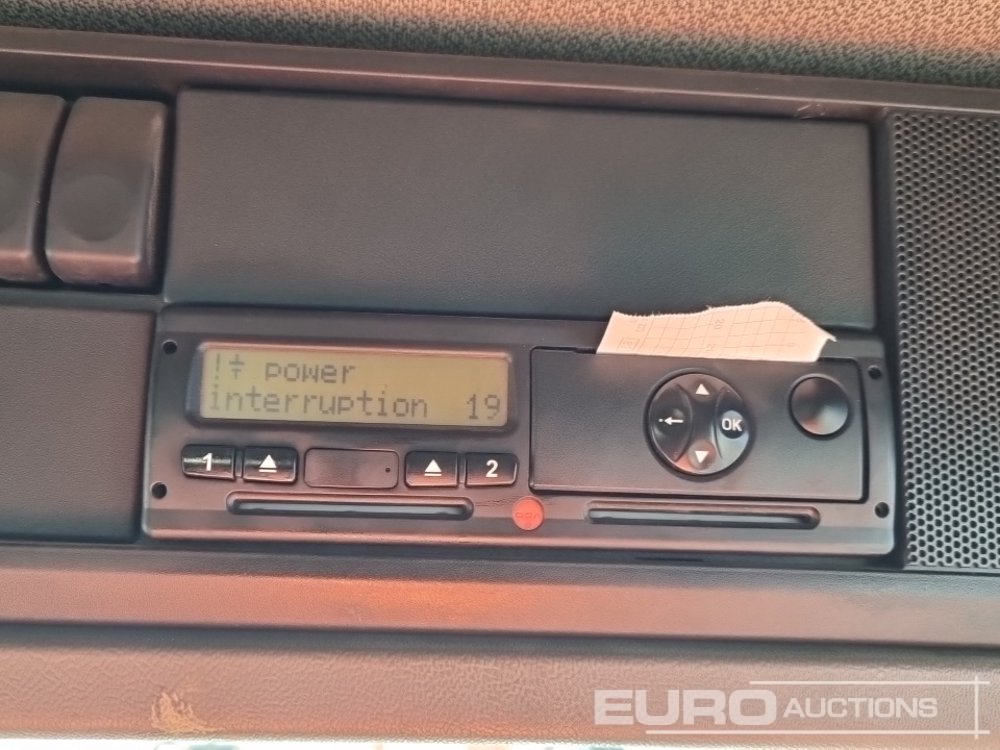 !÷ power
interruption 19
1
2
OK
EURO AUCTIONS